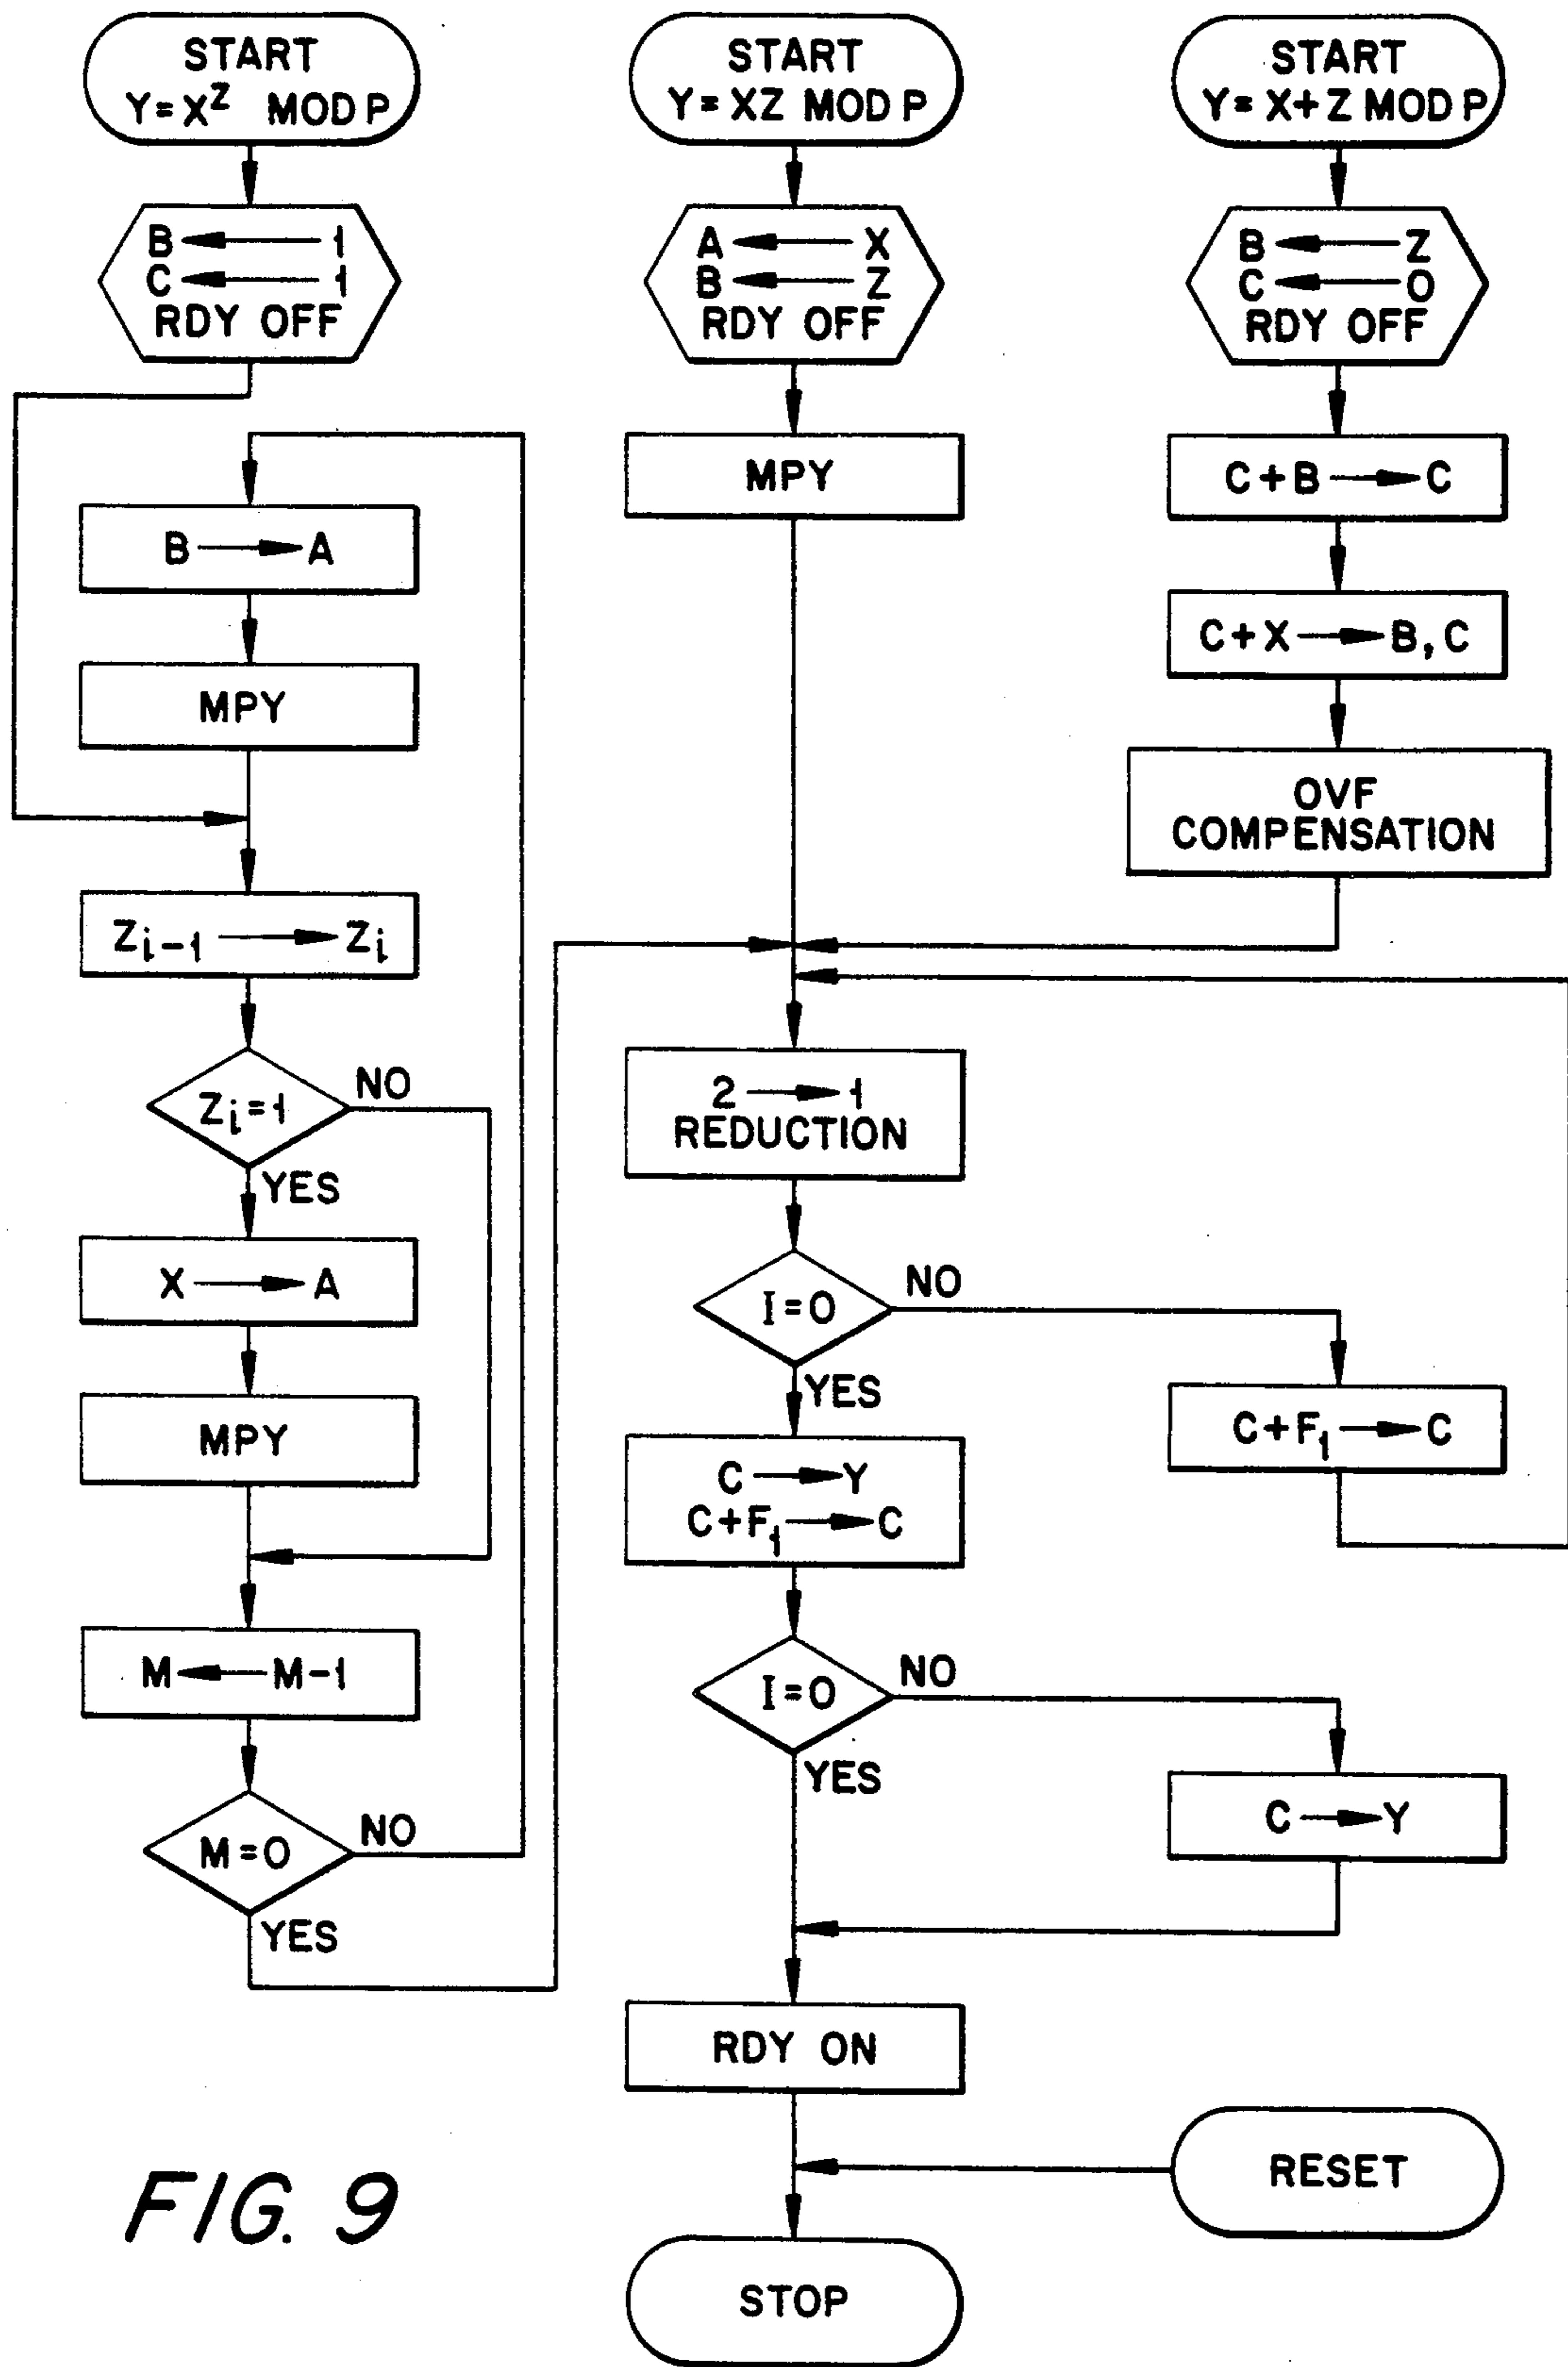 START
Y=X^Z MOD P
B ← 1
C ← 1
RDY OFF
B → A
MPY
Z_{i-1} → Z_i
Z_i=1
NO
YES
X → A
MPY
M ← M-1
M=0
NO
YES
START
Y=XZ MOD P
A ← X
B ← Z
RDY OFF
MPY
2 → 1
REDUCTION
I=0
NO
YES
C → Y
C+F_1 → C
I=0
NO
YES
RDY ON
STOP
START
Y=X+Z MOD P
B ← Z
C ← 0
RDY OFF
C+B → C
C+X → B, C
OVF
COMPENSATION
C+F_1 → C
C → Y
RESET
FIG. 9